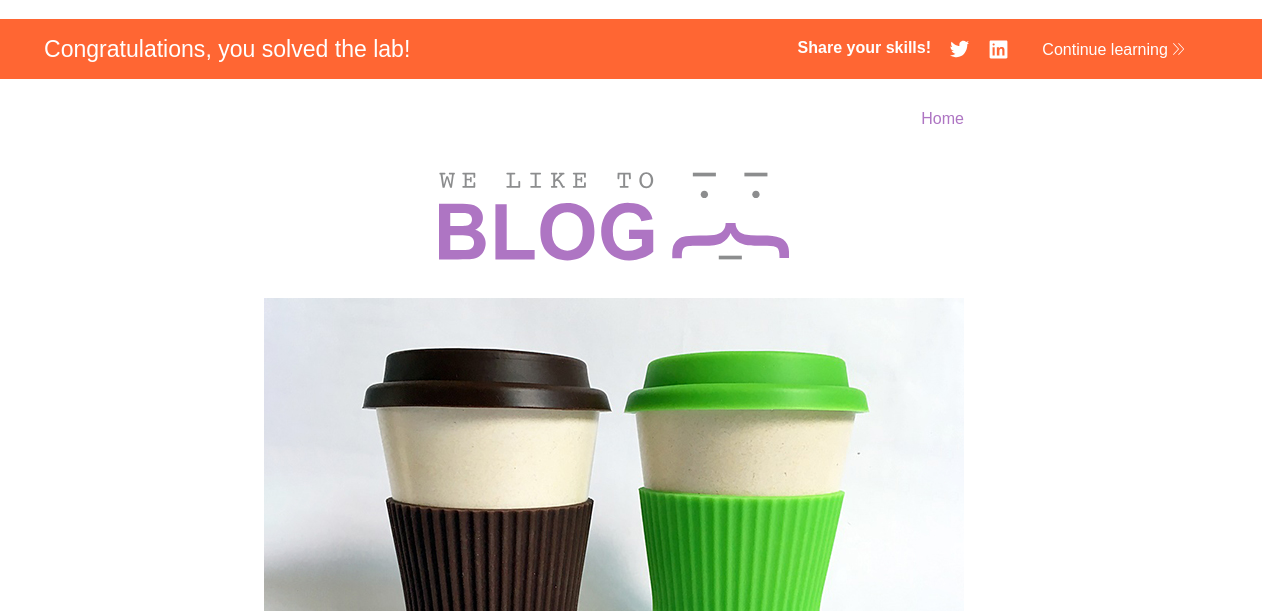 Congratulations, you solved the lab!
Share your skills!
Continue learning
Home
WE LIKE TO
BLOG